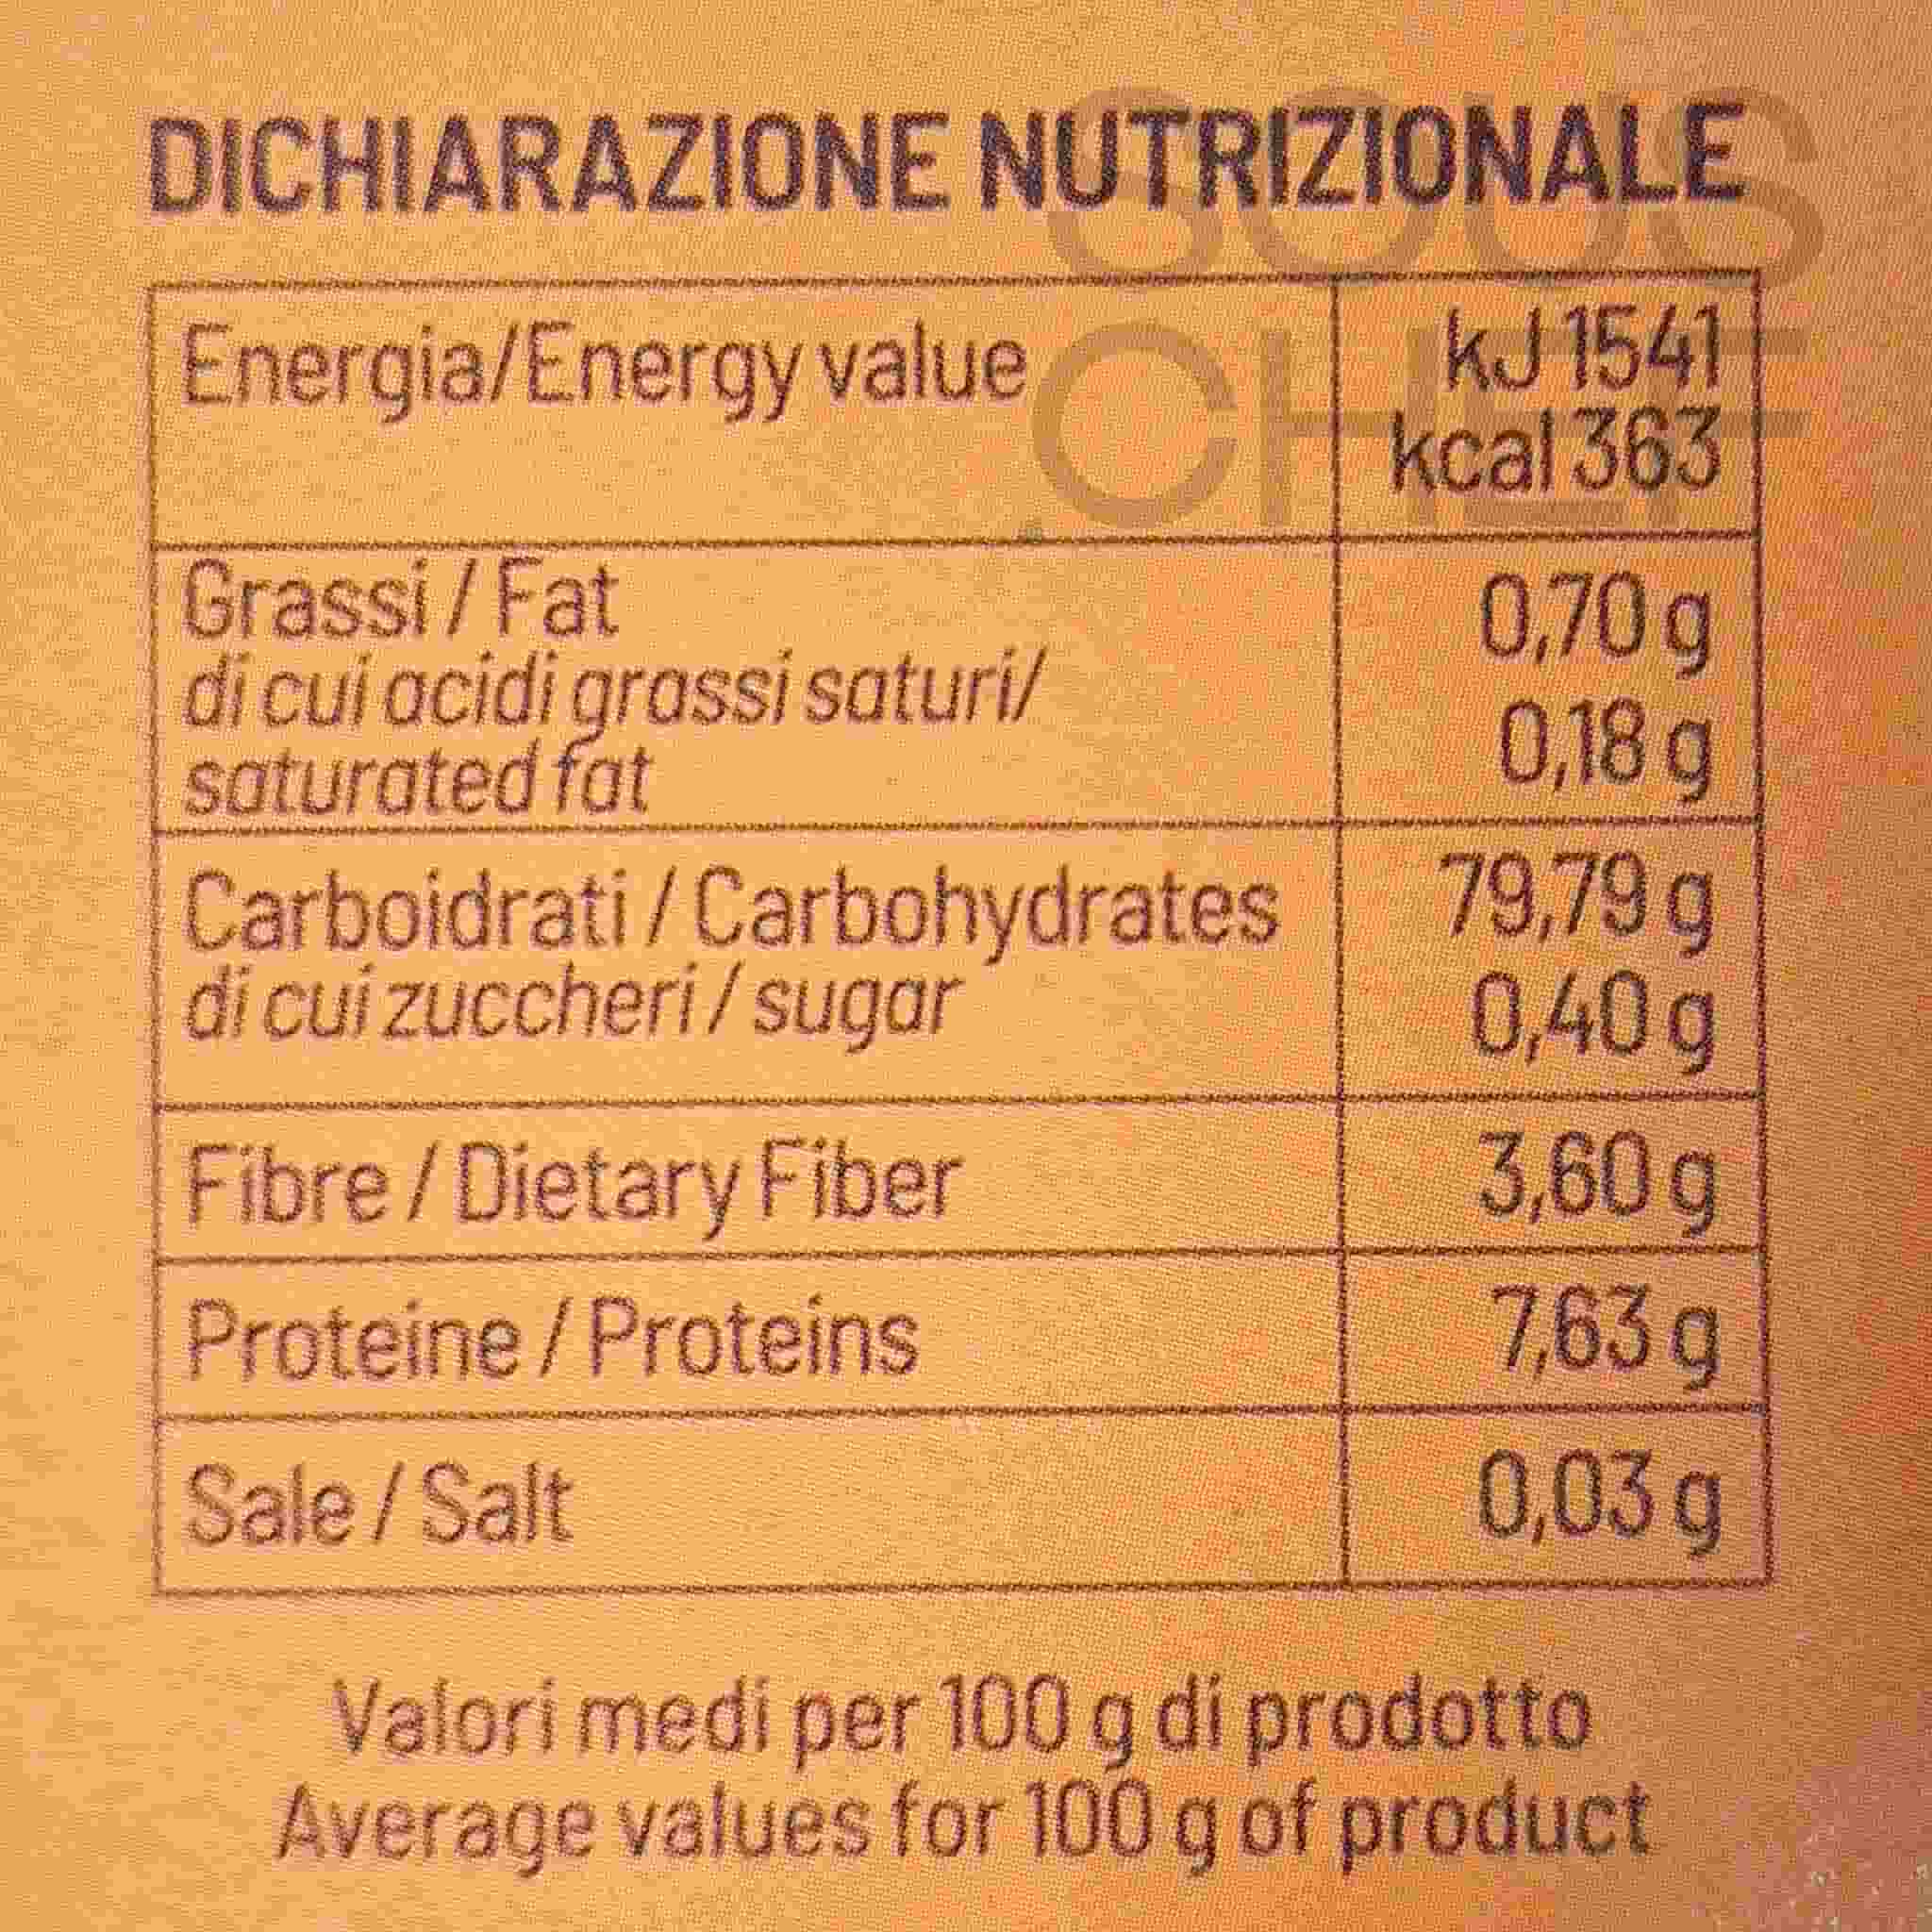 DICHIARAZIONE NUTRIZIONALE
SOUS
CHEF
Energia/Energy value kJ 1541
kcal 363
Grassi / Fat 0,70 g
di cui acidi grassi saturi/ 0,18 g
saturated fat
Carboidrati / Carbohydrates 79,79 g
di cui zuccheri / sugar 0,40 g
Fibre / Dietary Fiber 3,60 g
Proteine / Proteins 7,63 g
Sale / Salt 0,03 g
Valori medi per 100 g di prodotto
Average values for 100 g of product